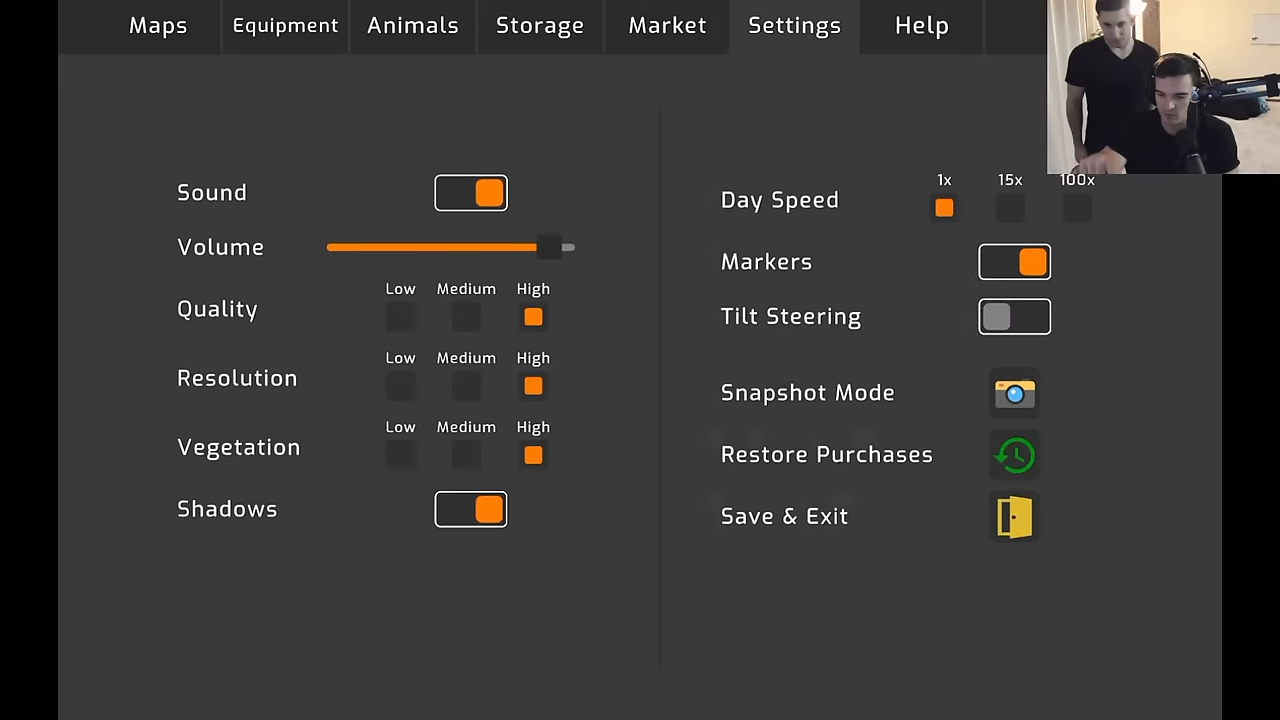 Maps Equipment Animals Storage Market Settings Help
Sound
Volume
Low Medium High
Quality
Low Medium High
Resolution
Low Medium High
Vegetation
Shadows
1x 15x 100x
Day Speed
Markers
Tilt Steering
Snapshot Mode
Restore Purchases
Save & Exit